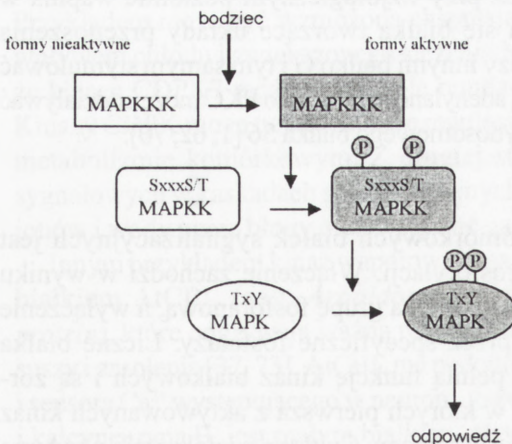 bodziec
formy nieaktywne formy aktywne
MAPKKK MAPKKK
P P
SxxxS/T SxxxS/T
MAPKK MAPKK
P P
TxY TxY
MAPK MAPK
odpowiedź